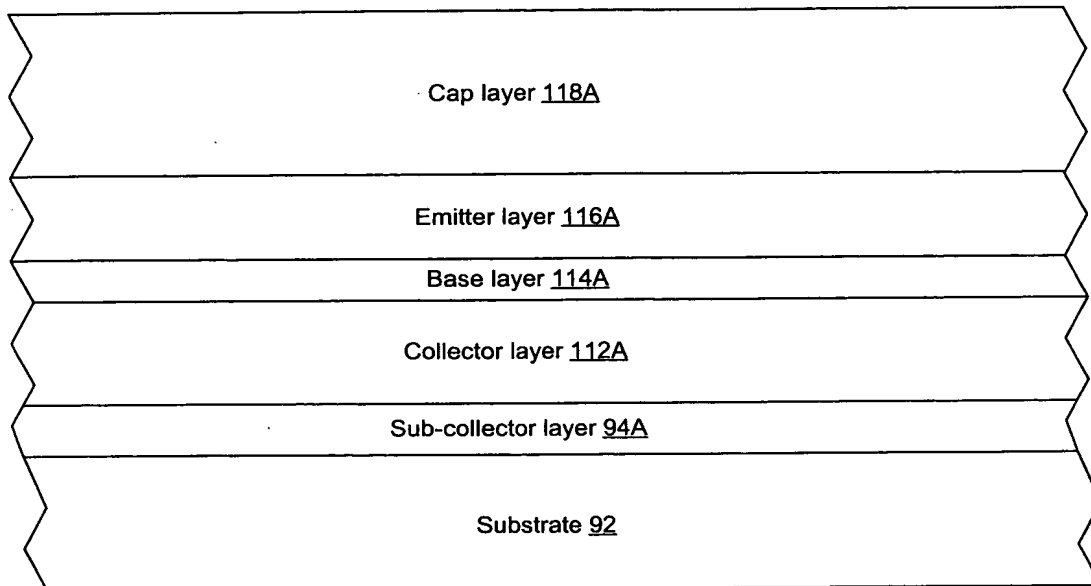 Cap layer 118A
Emitter layer 116A
Base layer 114A
Collector layer 112A
Sub-collector layer 94A
Substrate 92